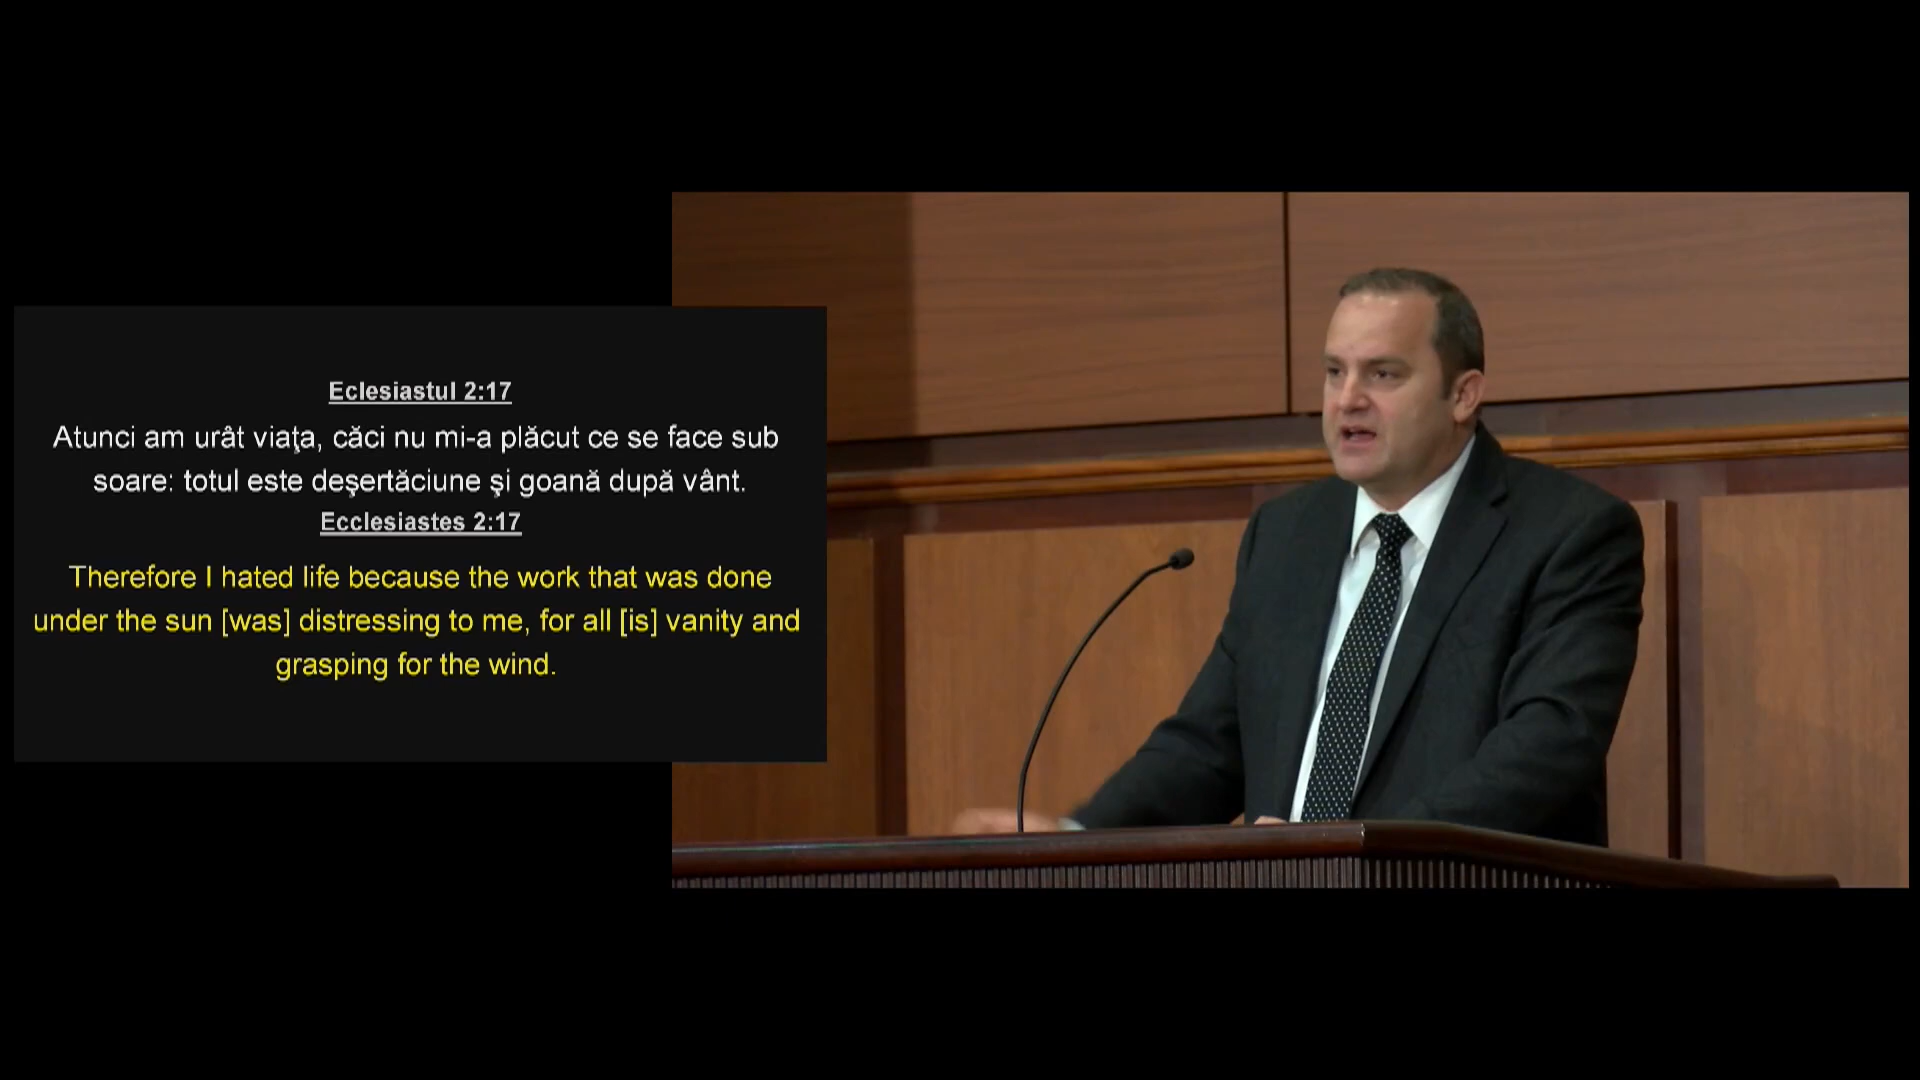 Eclesiastul 2:17
Atunci am urât viaţa, căci nu mi-a plăcut ce se face sub
soare: totul este deşertăciune şi goană după vânt.
Ecclesiastes 2:17
Therefore I hated life because the work that was done
under the sun [was] distressing to me, for all [is] vanity and
grasping for the wind.